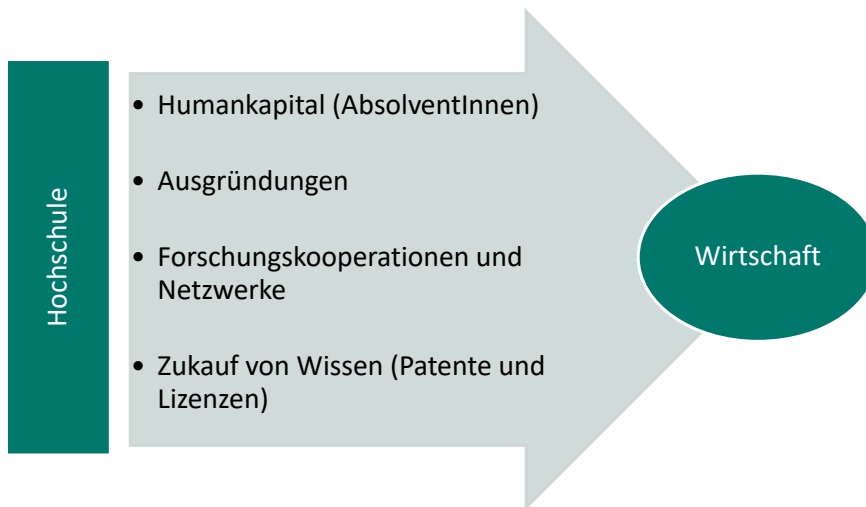 Hochschule
• Humankapital (AbsolventInnen)
• Ausgründungen
• Forschungskooperationen und
Netzwerke
• Zukauf von Wissen (Patente und
Lizenzen)
Wirtschaft